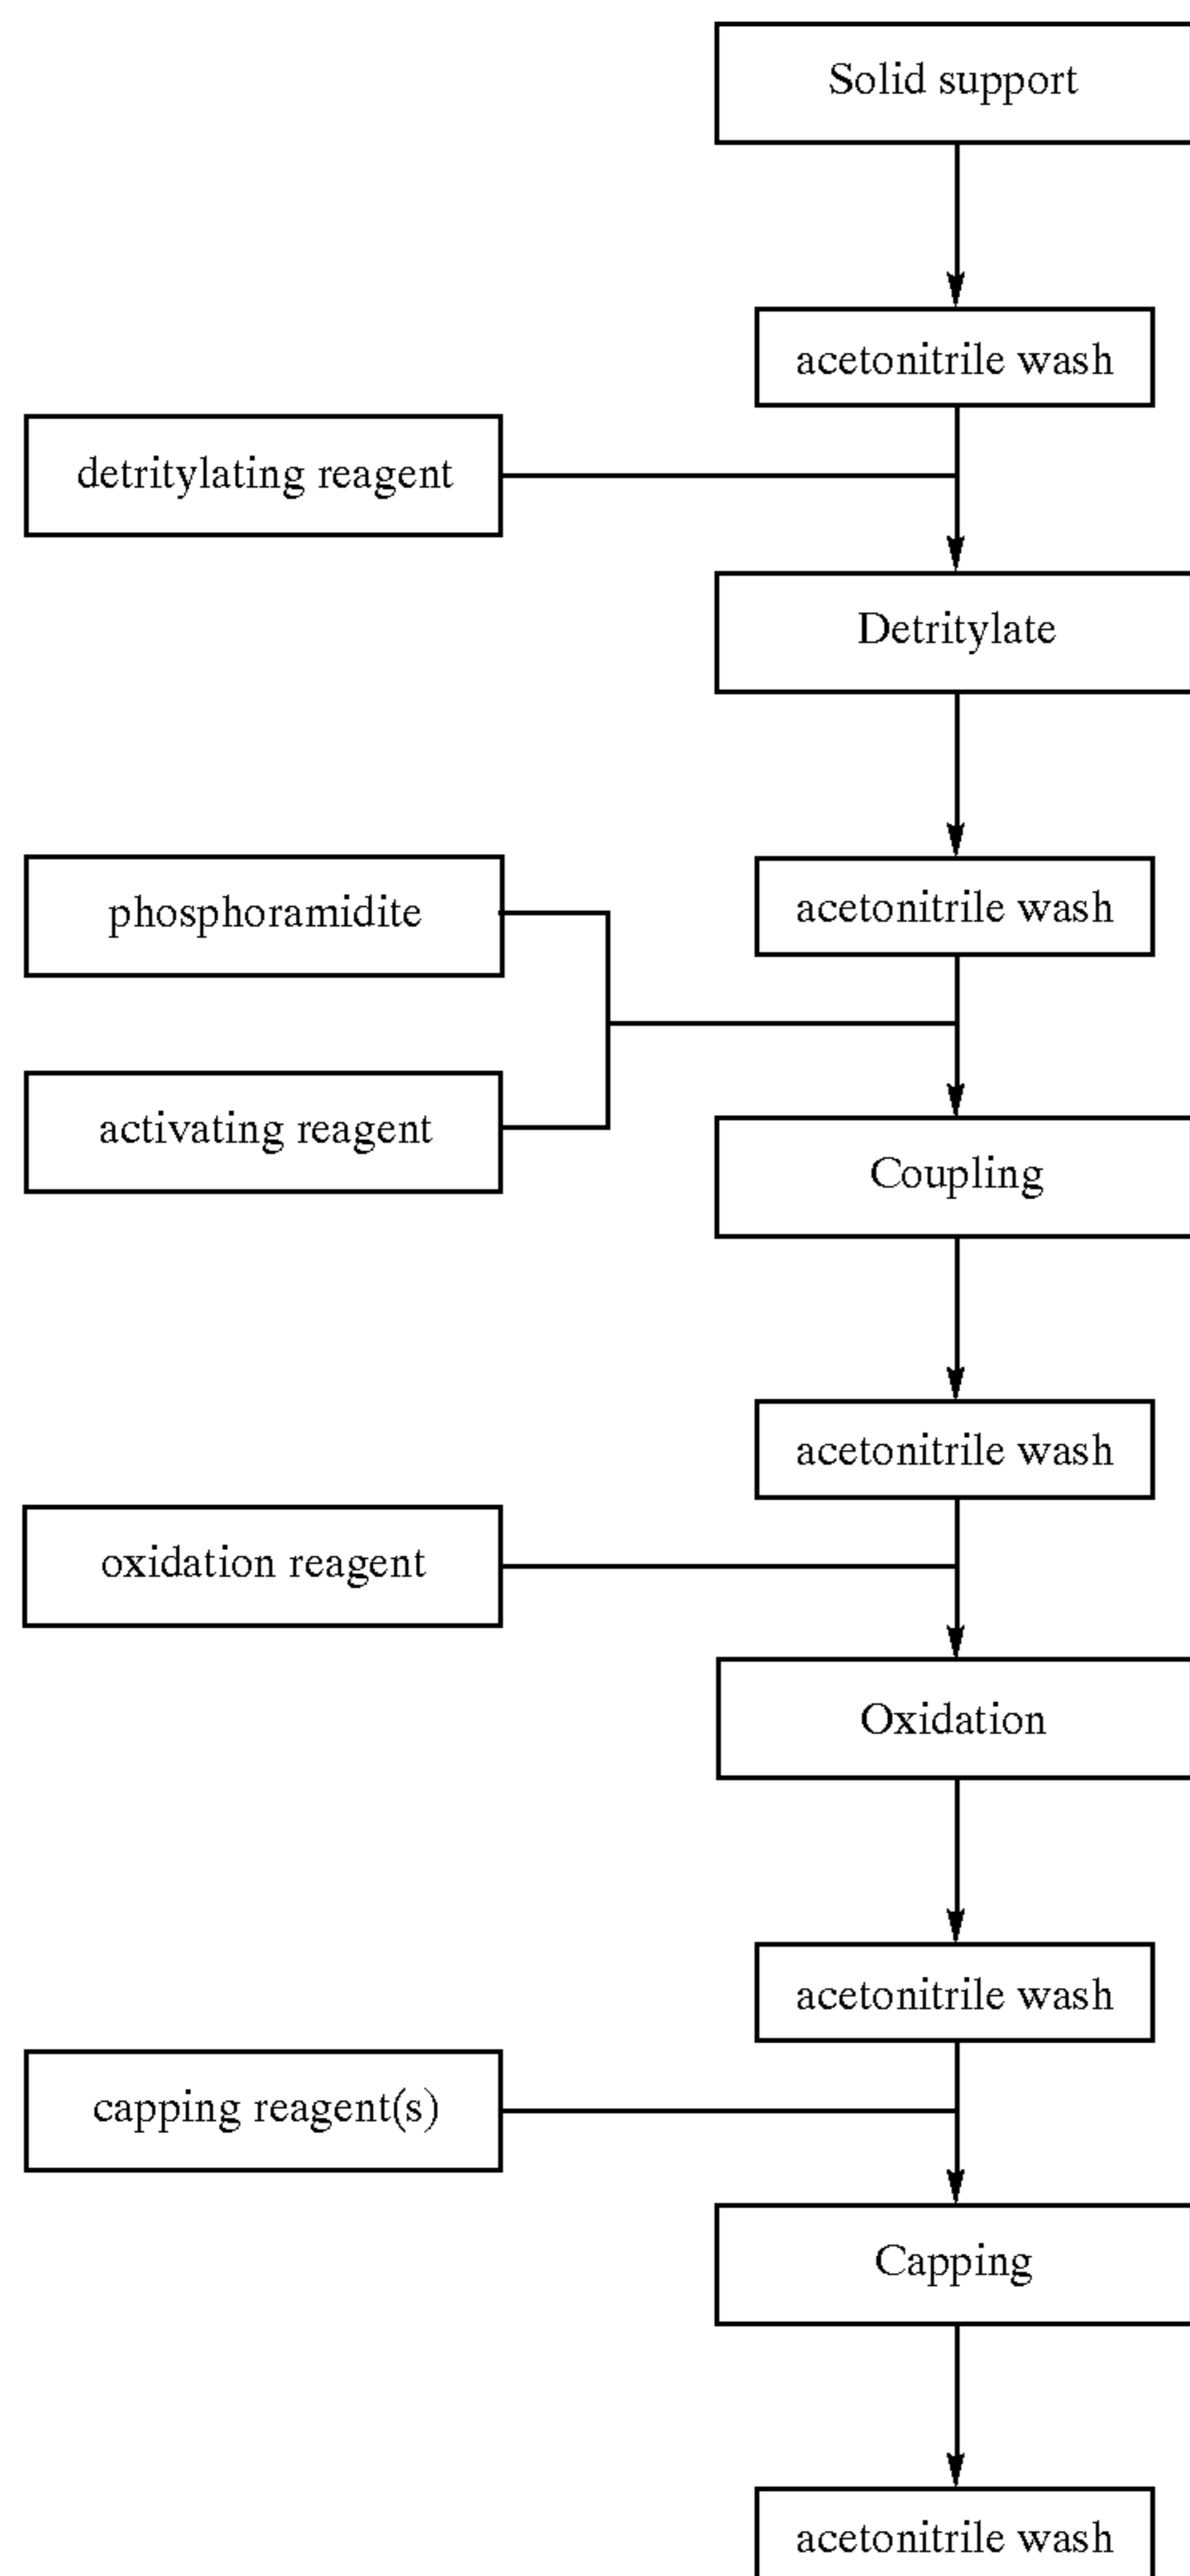 Solid support
acetonitrile wash
detritylating reagent
Detritylate
acetonitrile wash
phosphoramidite
activating reagent
Coupling
acetonitrile wash
oxidation reagent
Oxidation
acetonitrile wash
capping reagent(s)
Capping
acetonitrile wash